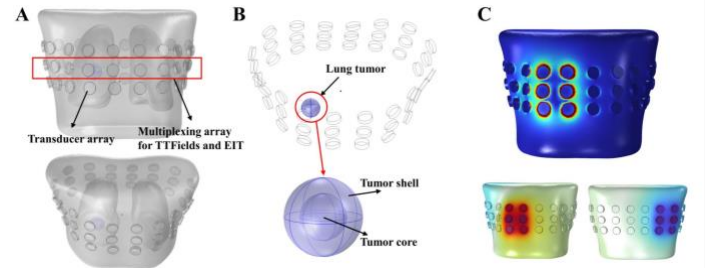 A
B
C
Lung tumor
Transducer array
Multiplexing array
for TTFields and EIT
Tumor shell
Tumor core